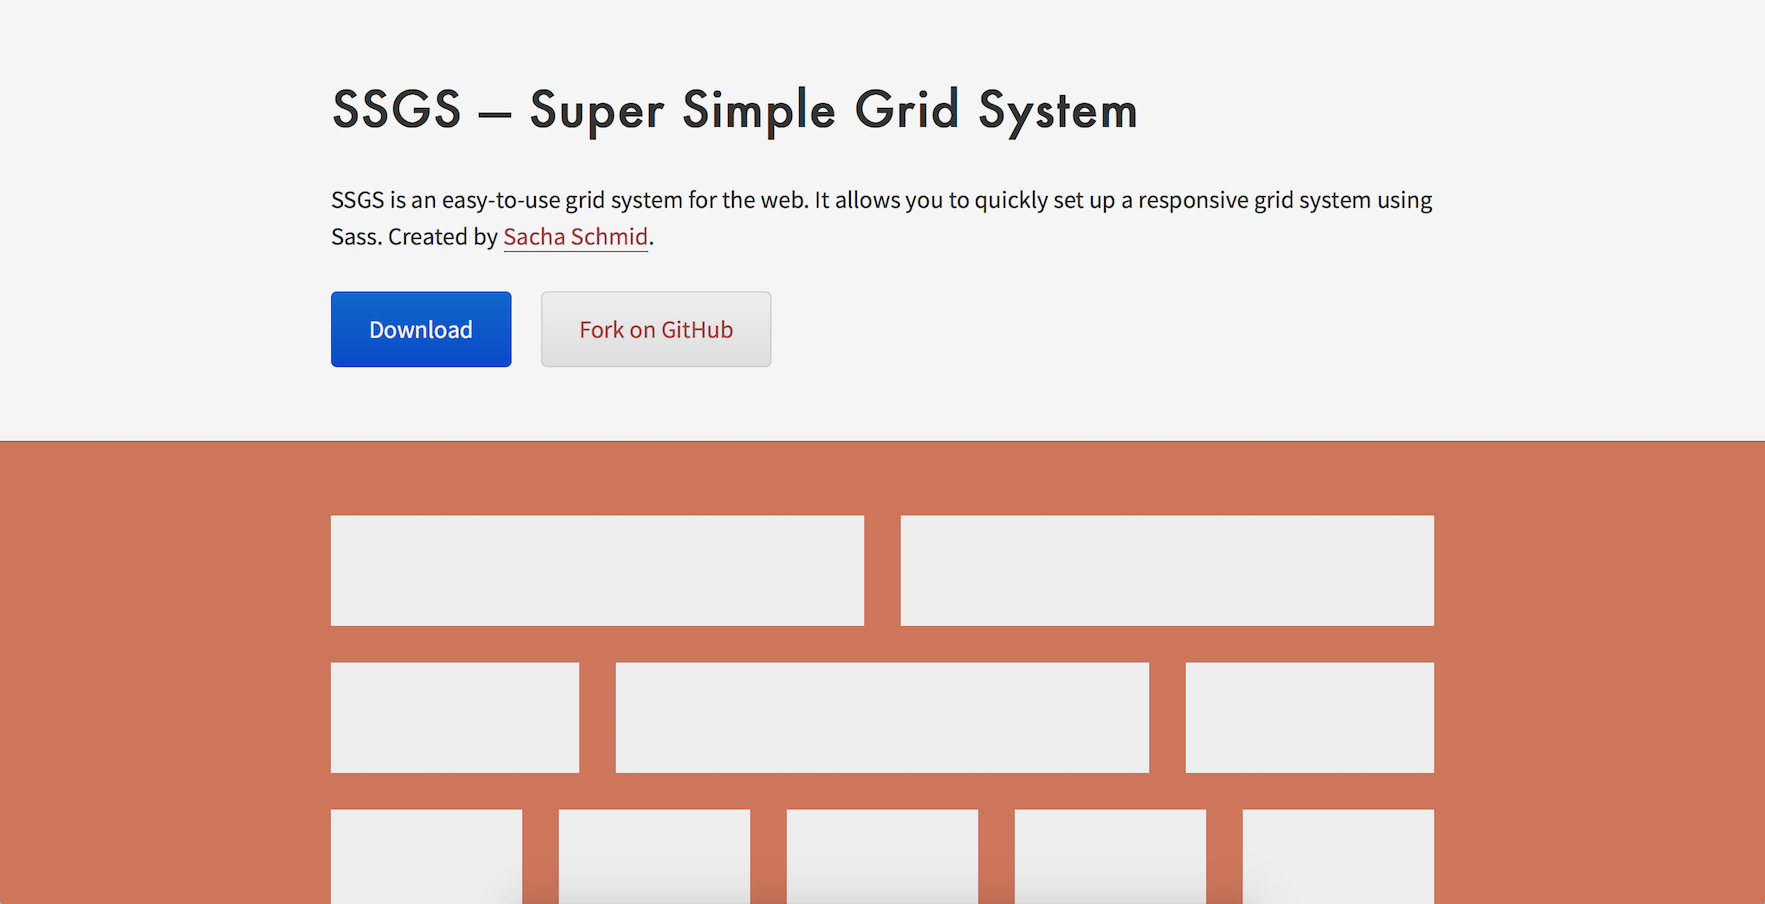 SSGS — Super Simple Grid System
SSGS is an easy-to-use grid system for the web. It allows you to quickly set up a responsive grid system using
Sass. Created by Sacha Schmid.
Download
Fork on GitHub